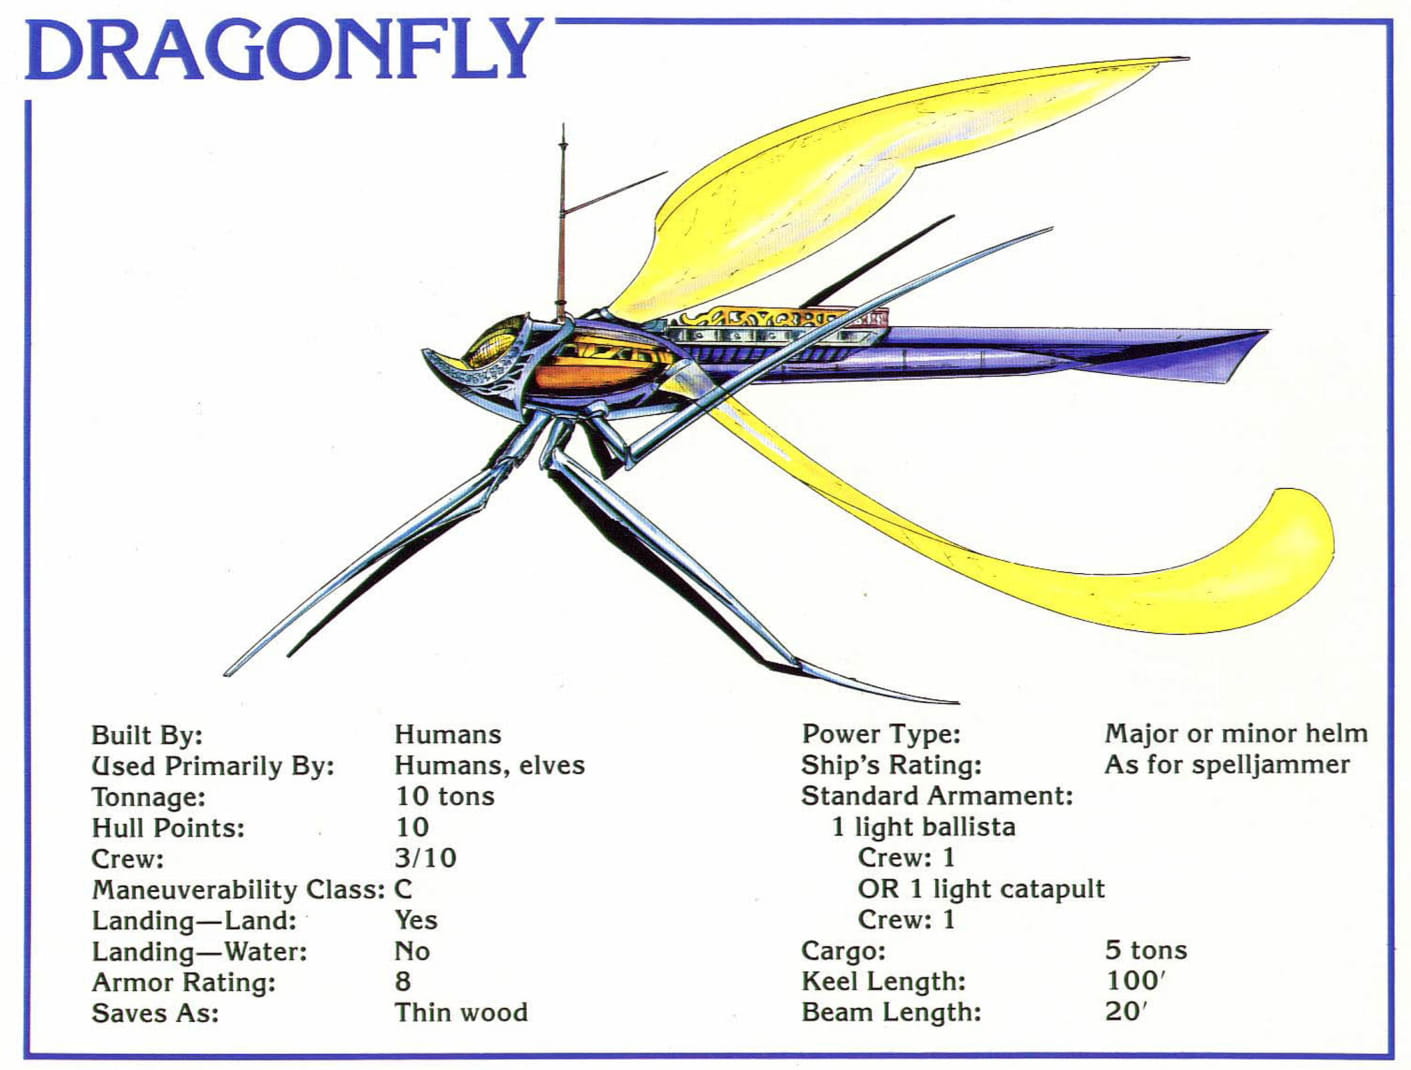 DRAGONFLY
Built By: Humans
Used Primarily By: Humans, elves
Tonnage: 10 tons
Hull Points: 10
Crew: 3/10
Maneuverability Class: C
Landing—Land: Yes
Landing—Water: No
Armor Rating: 8
Saves As: Thin wood
Power Type: Major or minor helm
Ship's Rating: As for spelljammer
Standard Armament:
1 light ballista
Crew: 1
OR 1 light catapult
Crew: 1
Cargo: 5 tons
Keel Length: 100'
Beam Length: 20'